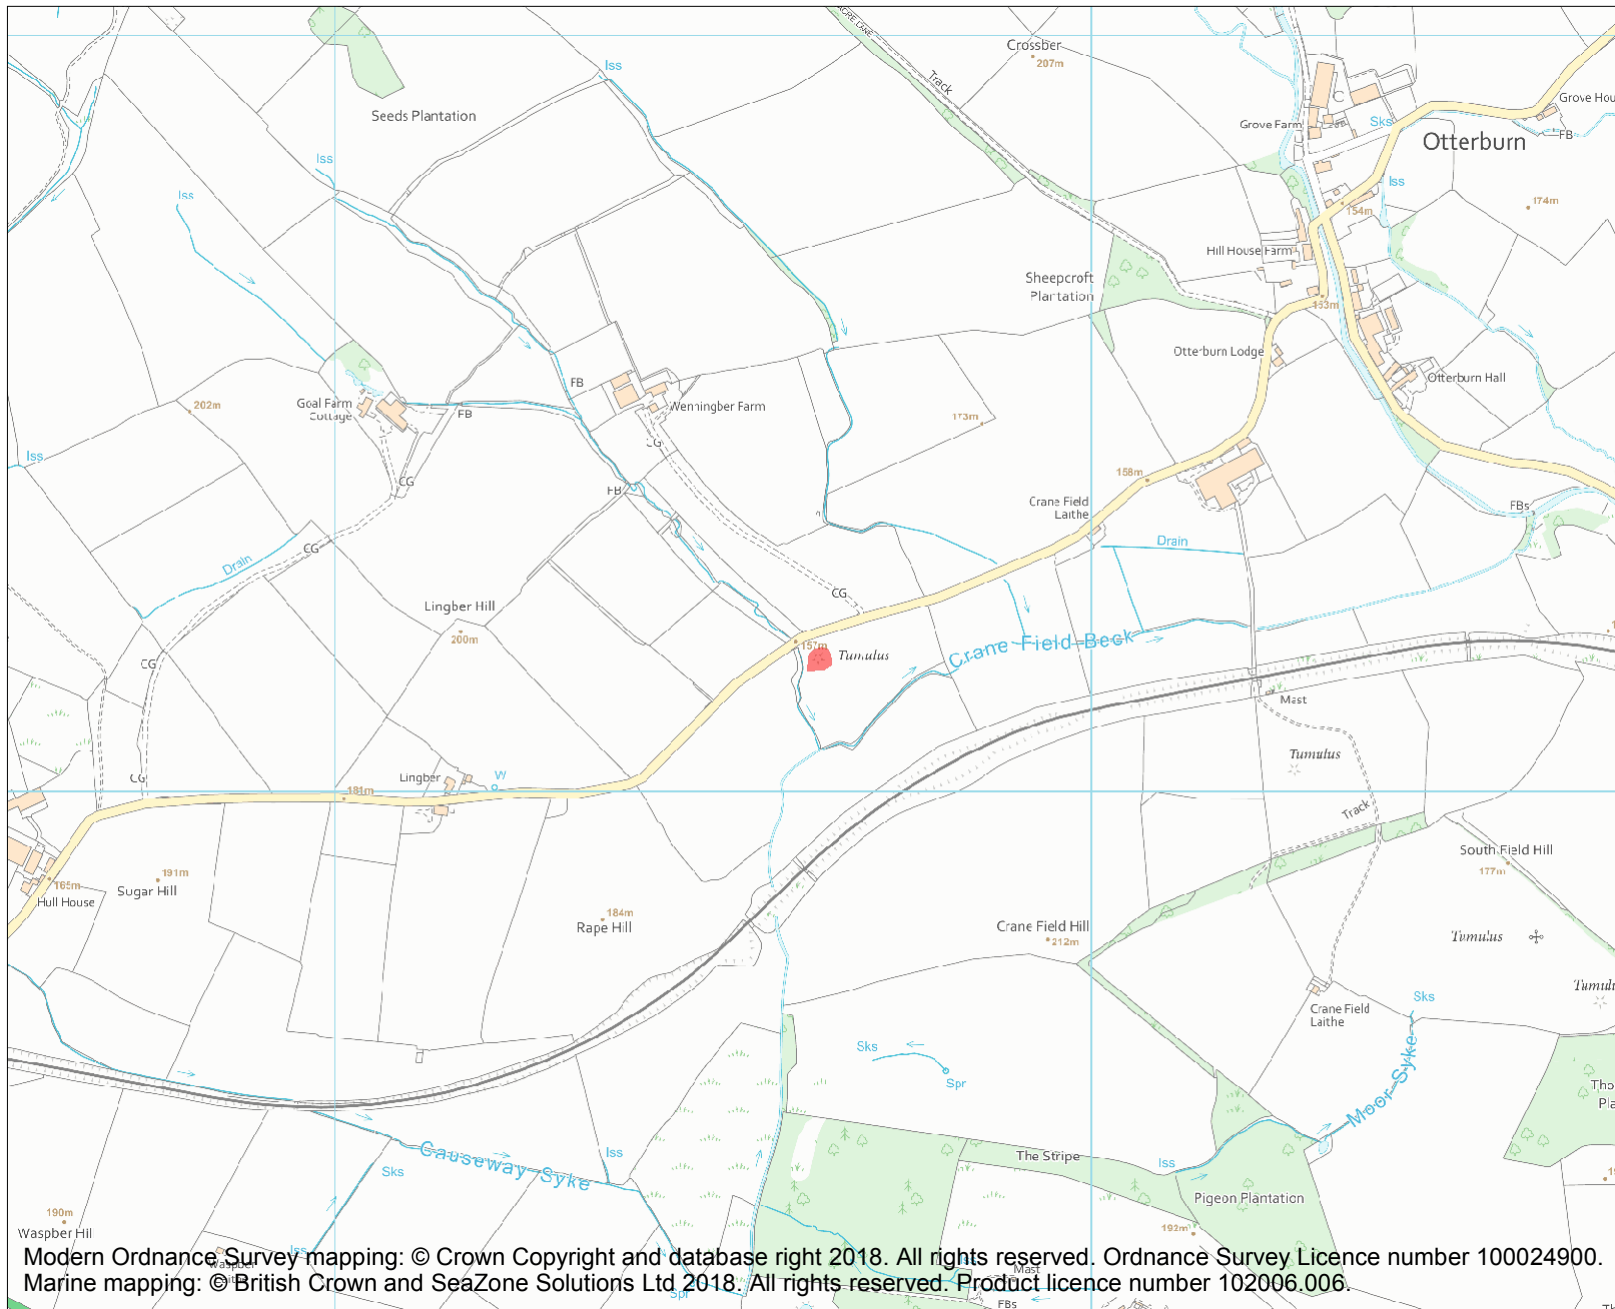 ACRE LANE
Crossber
207m
Iss
Track
Grove Farm
Sks
FB
Otterburn
Seeds Plantation
Iss
Iss
Iss
174m
154m
Hill House Farm
Sheepcroft
Plantation
153m
Otterburn Lodge
Otterburn Hall
FB
Goal Farm
Cottage
202m
FB
Wenningber Farm
173m
CG
Iss
CG
158m
FB
Crane Field
Laithe
FBs
CG
Drain
Drain
Lingber Hill
200m
CG
157m
Tumulus
Crane Field Beck
CG
Mast
Tumulus
CG
Lingber
W
181m
Track
South Field Hill
177m
191m
Sugar Hill
165m
Hull House
184m
Rape Hill
Crane Field Hill
212m
Tumulus
Sks
Crane Field
Laithe
Sks
Spr
Moor Syke
Causeway Syke
Sks
Iss
The Stripe
Iss
Pigeon Plantation
192m
190m
Waspber Hil
Iss
Modern Ordnance Survey mapping: © Crown Copyright and database right 2018. All rights reserved. Ordnance Survey Licence number 100024900.
Marine mapping: © British Crown and SeaZone Solutions Ltd 2018. All rights reserved. Product licence number 102006.006.
Mast
Spr
FBs